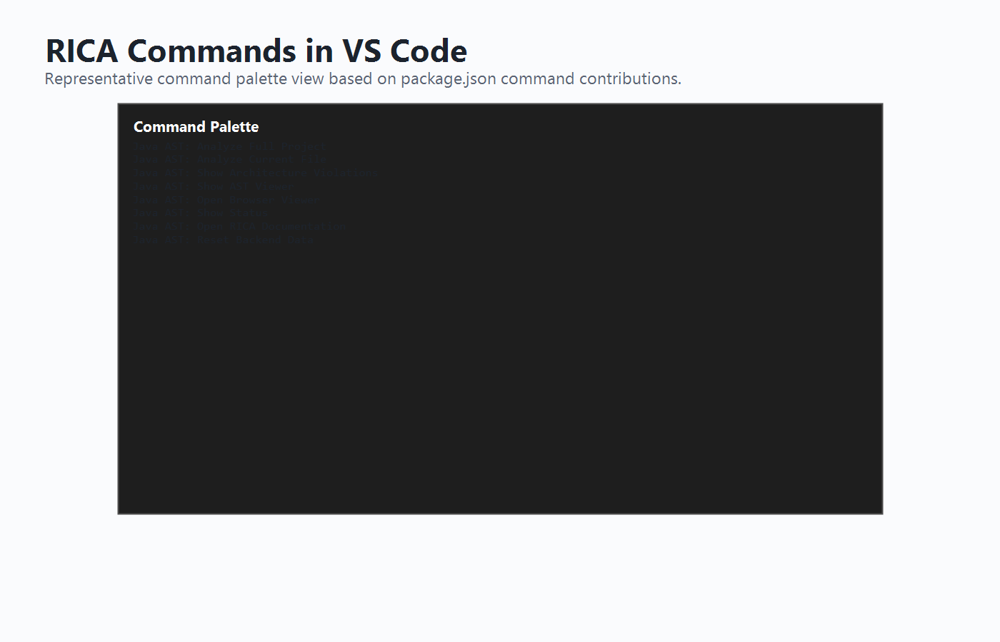 RICA Commands in VS Code
Representative command palette view based on package.json command contributions.
Command Palette
Java AST: Analyze Full Project
Java AST: Analyze Current File
Java AST: Show Architecture Violations
Java AST: Show AST Viewer
Java AST: Open Browser Viewer
Java AST: Show Status
Java AST: Open RICA Documentation
Java AST: Reset Backend Data